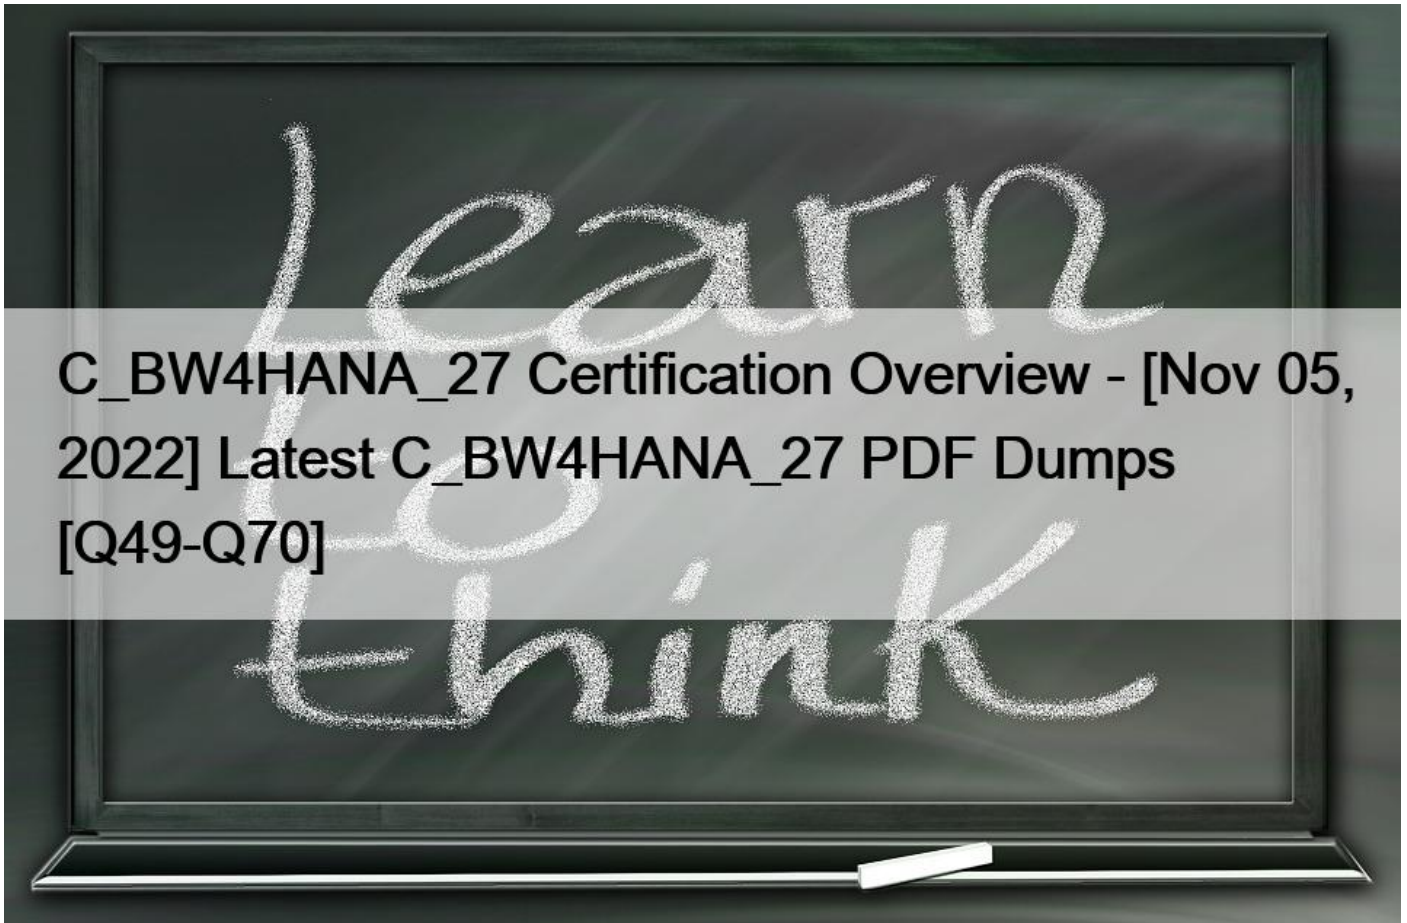 Learn
C_BW4HANA_27 Certification Overview - [Nov 05,
2022] Latest C_BW4HANA_27 PDF Dumps
[Q49-Q70]
to
think